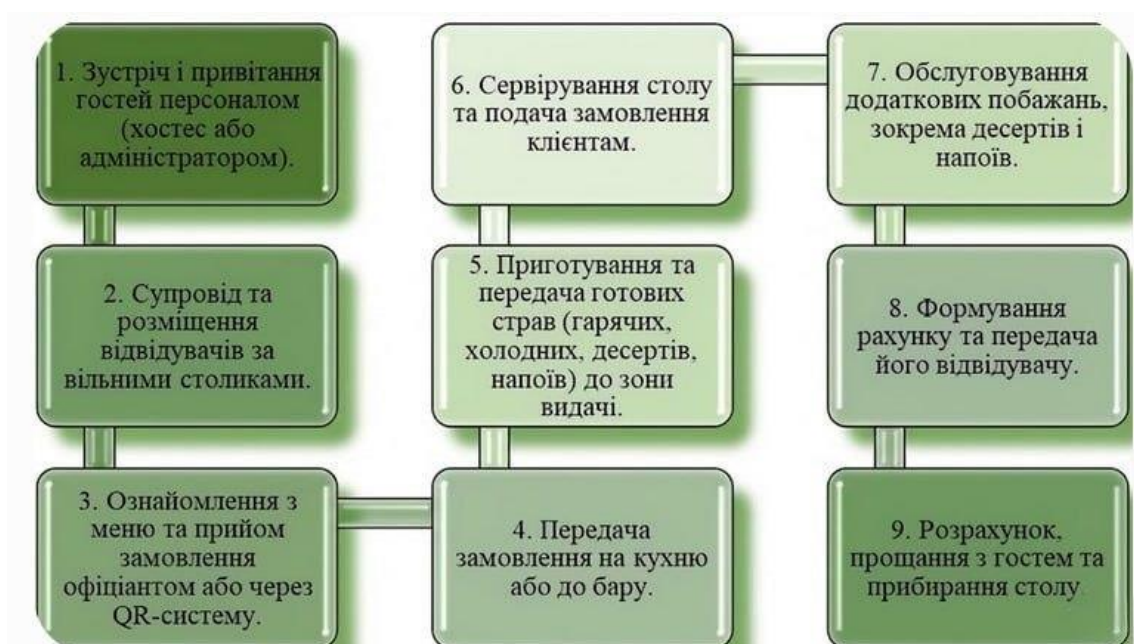 1. Зустріч і привітання
гостей персоналом
(хостес або
адміністратором).
2. Супровід та
розміщення
відвідувачів за
вільними столиками.
3. Ознайомлення з
меню та прийом
замовлення
офіціантом або через
QR-систему.
4. Передача
замовлення на кухню
або до бару.
5. Приготування та
передача готових
страв (гарячих,
холодних, десертів,
напоїв) до зони
видачі.
6. Сервірування столу
та подача замовлення
клієнтам.
7. Обслуговування
додаткових побажань,
зокрема десертів і
напоїв.
8. Формування
рахунку та передача
його відвідувачу.
9. Розрахунок,
прощання з гостем та
прибирання столу.